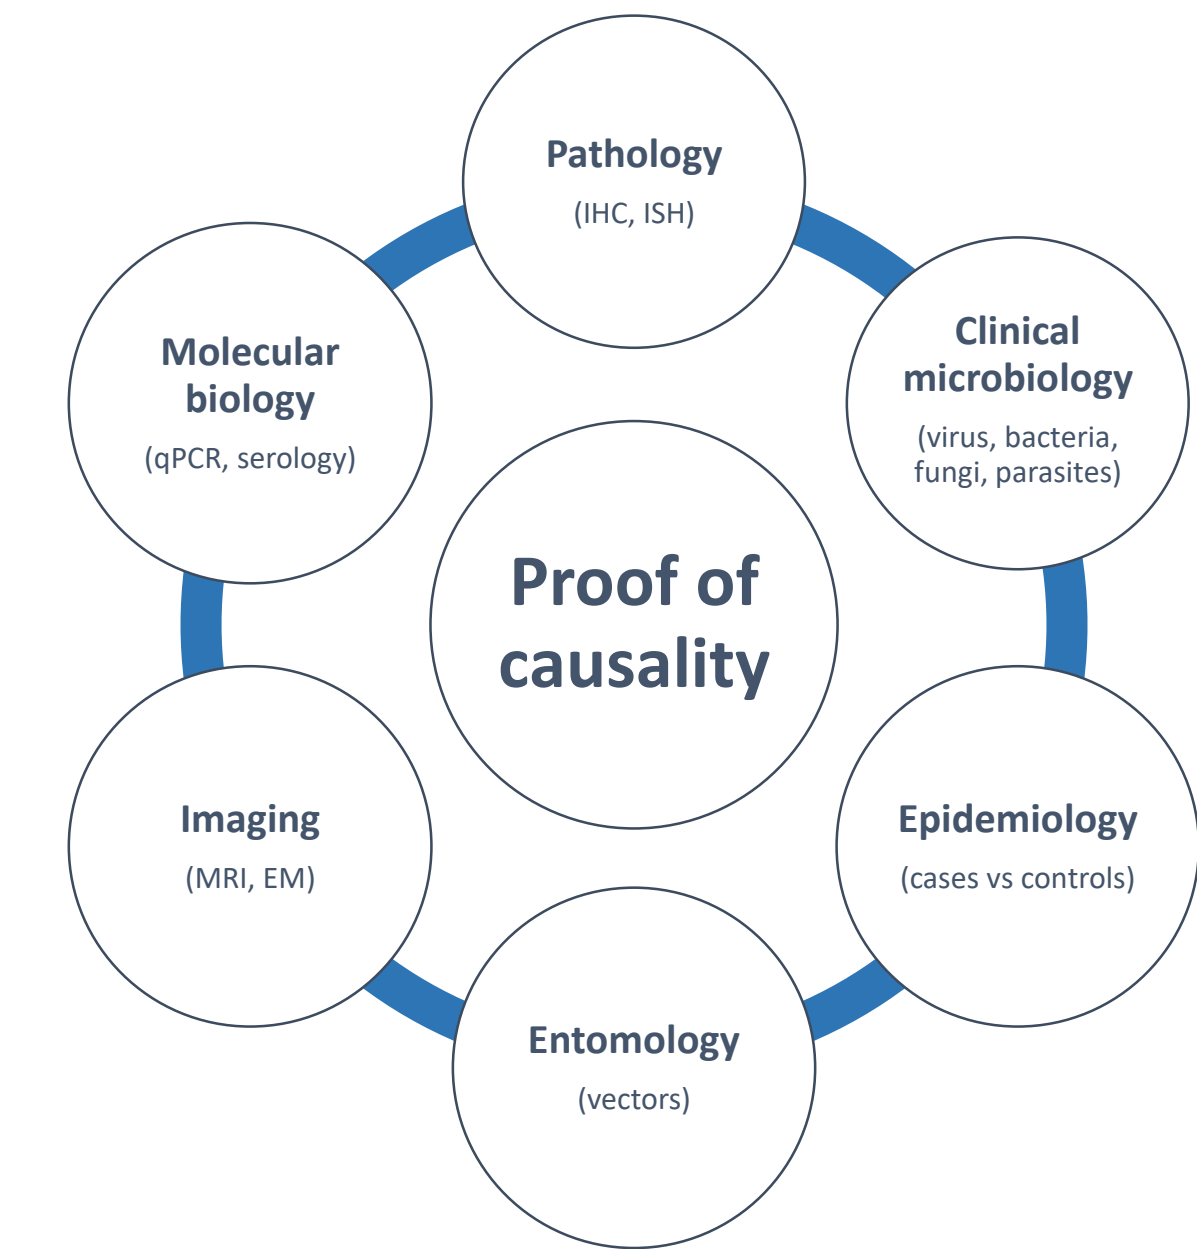 Pathology
(IHC, ISH)
Clinical
microbiology
(virus, bacteria,
fungi, parasites)
Molecular
biology
(qPCR, serology)
Proof of
causality
Imaging
(MRI, EM)
Epidemiology
(cases vs controls)
Entomology
(vectors)